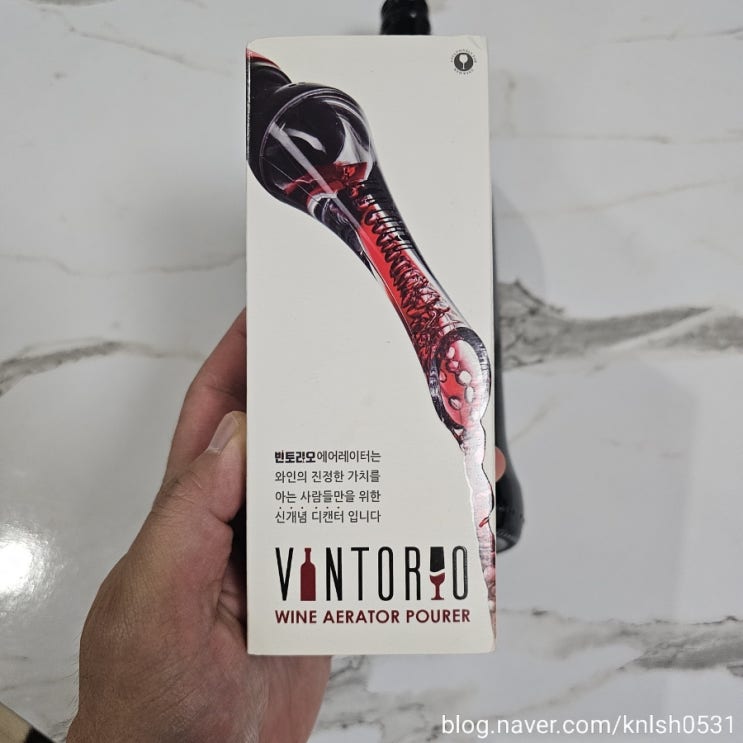 빈토리오 에어레이터는
와인의 진정한 가치를
아는 사람들만을 위한
신개념 디캔터 입니다
VINTORIO
WINE AERATOR POURER
blog.naver.com/knlsh0531